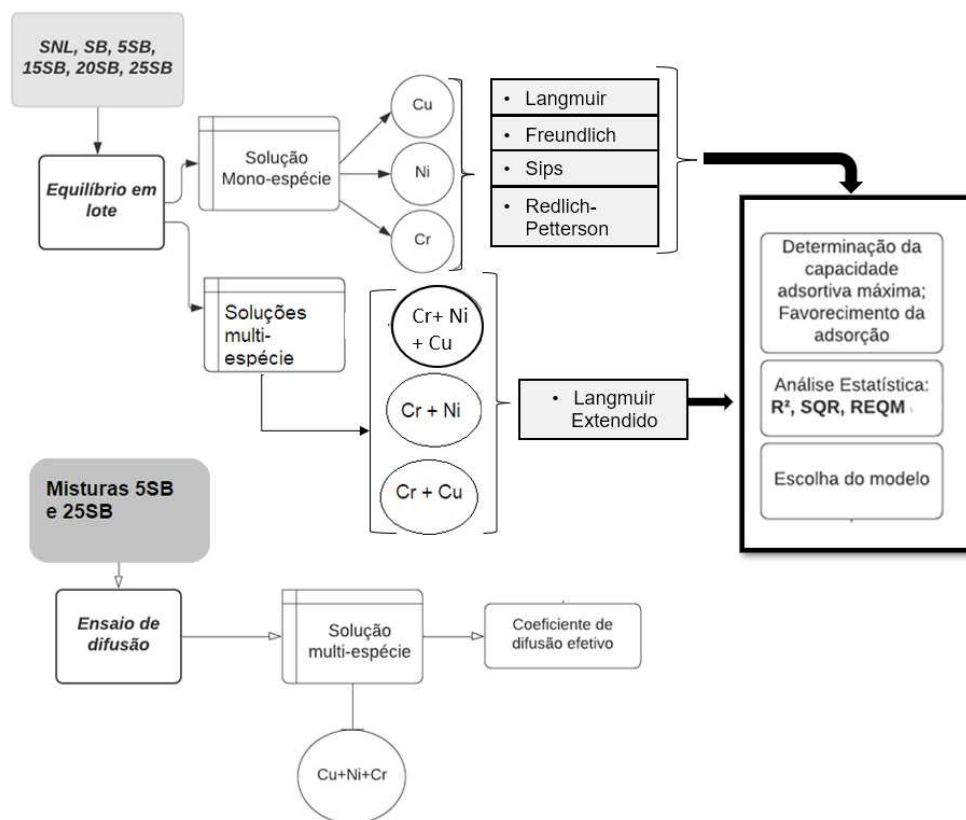 SNL, SB, 5SB,
15SB, 20SB, 25SB
Equilíbrio em
lote
Solução
Mono-espécie
Cu
Ni
Cr
• Langmuir
• Freundlich
• Sips
• Redlich-
Petterson
Soluções
multi-
espécie
Cr+ Ni
+ Cu
Cr + Ni
Cr + Cu
• Langmuir
Extendido
Determinação da
capacidade
adsortiva máxima;
Favorecimento da
adsorção
Análise Estatística:
R², SQR, REQM
Escolha do modelo
Misturas 5SB
e 25SB
Ensaio de
difusão
Solução
multi-espécie
Coeficiente de
difusão efetivo
Cu+Ni+Cr